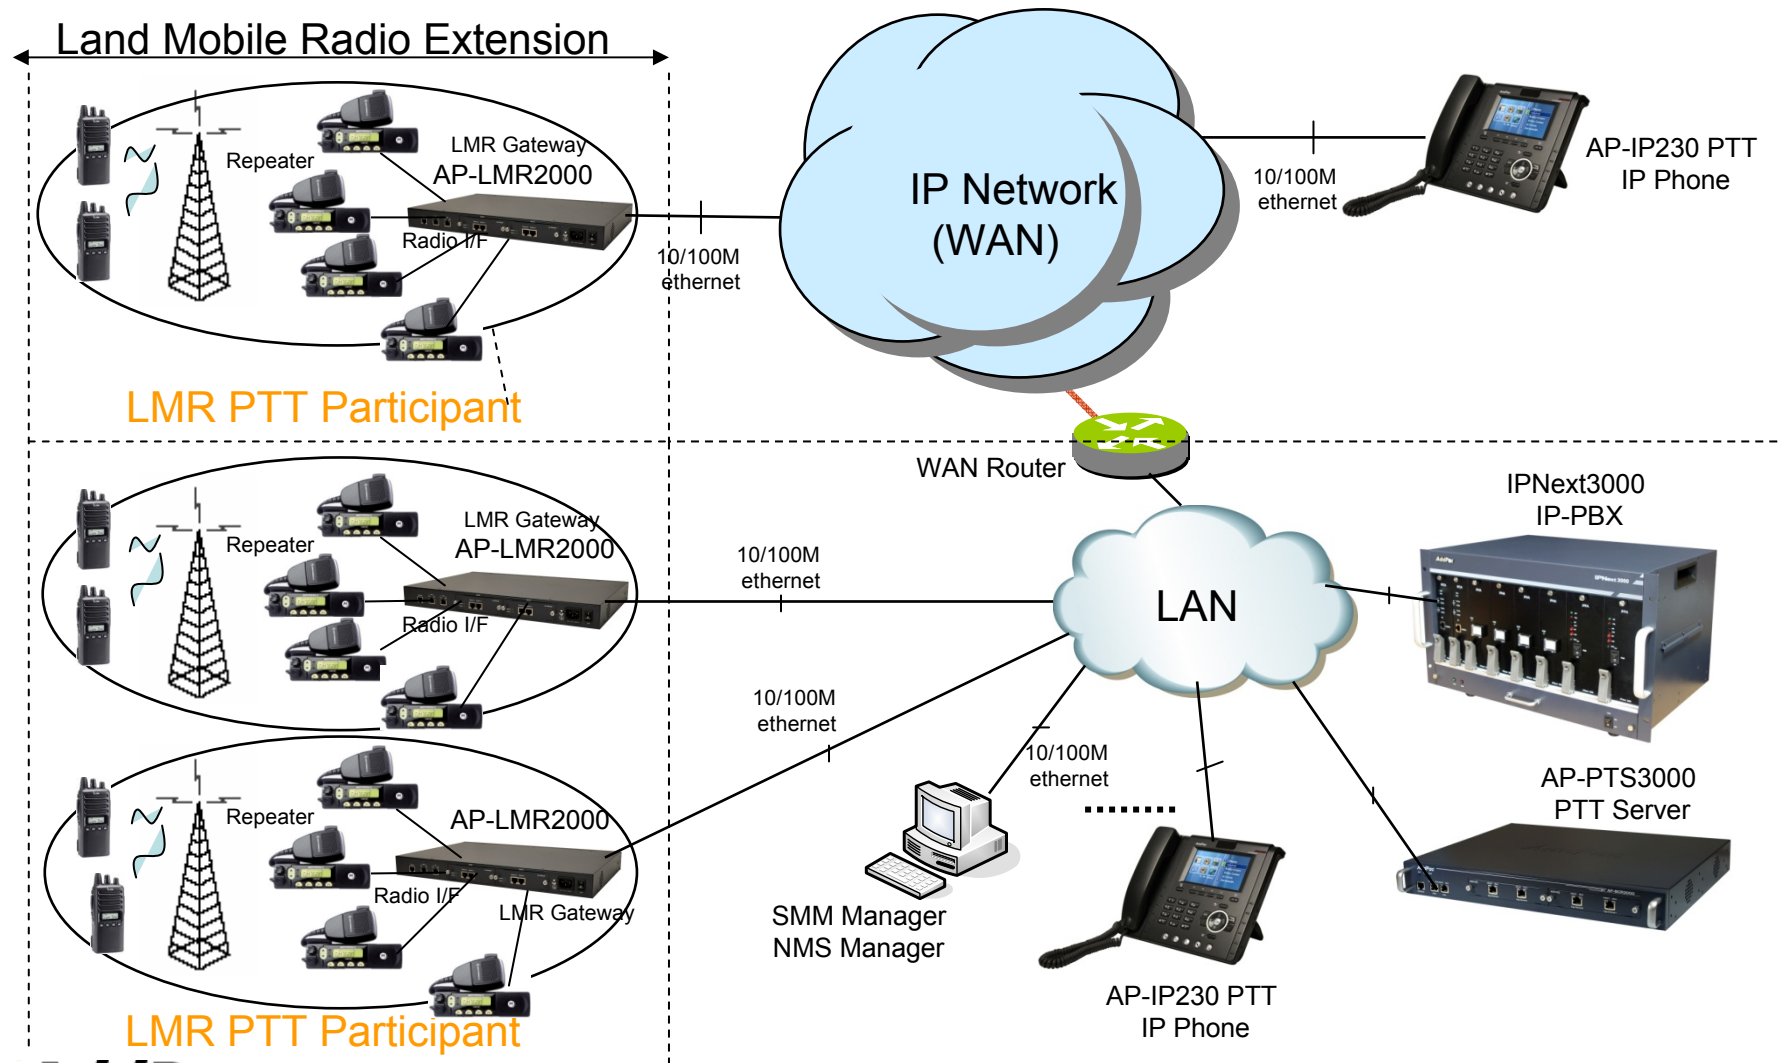 Land Mobile Radio Extension
Repeater
LMR Gateway
AP-LMR2000
Radio I/F
10/100M
ethernet
IP Network
(WAN)
10/100M
ethernet
AP-IP230 PTT
IP Phone
LMR PTT Participant
WAN Router
Repeater
LMR Gateway
AP-LMR2000
Radio I/F
10/100M
ethernet
LAN
IPNext3000
IP-PBX
10/100M
ethernet
10/100M
ethernet
Repeater
AP-LMR2000
Radio I/F
LMR Gateway
SMM Manager
NMS Manager
AP-IP230 PTT
IP Phone
AP-PTS3000
PTT Server
LMR PTT Participant